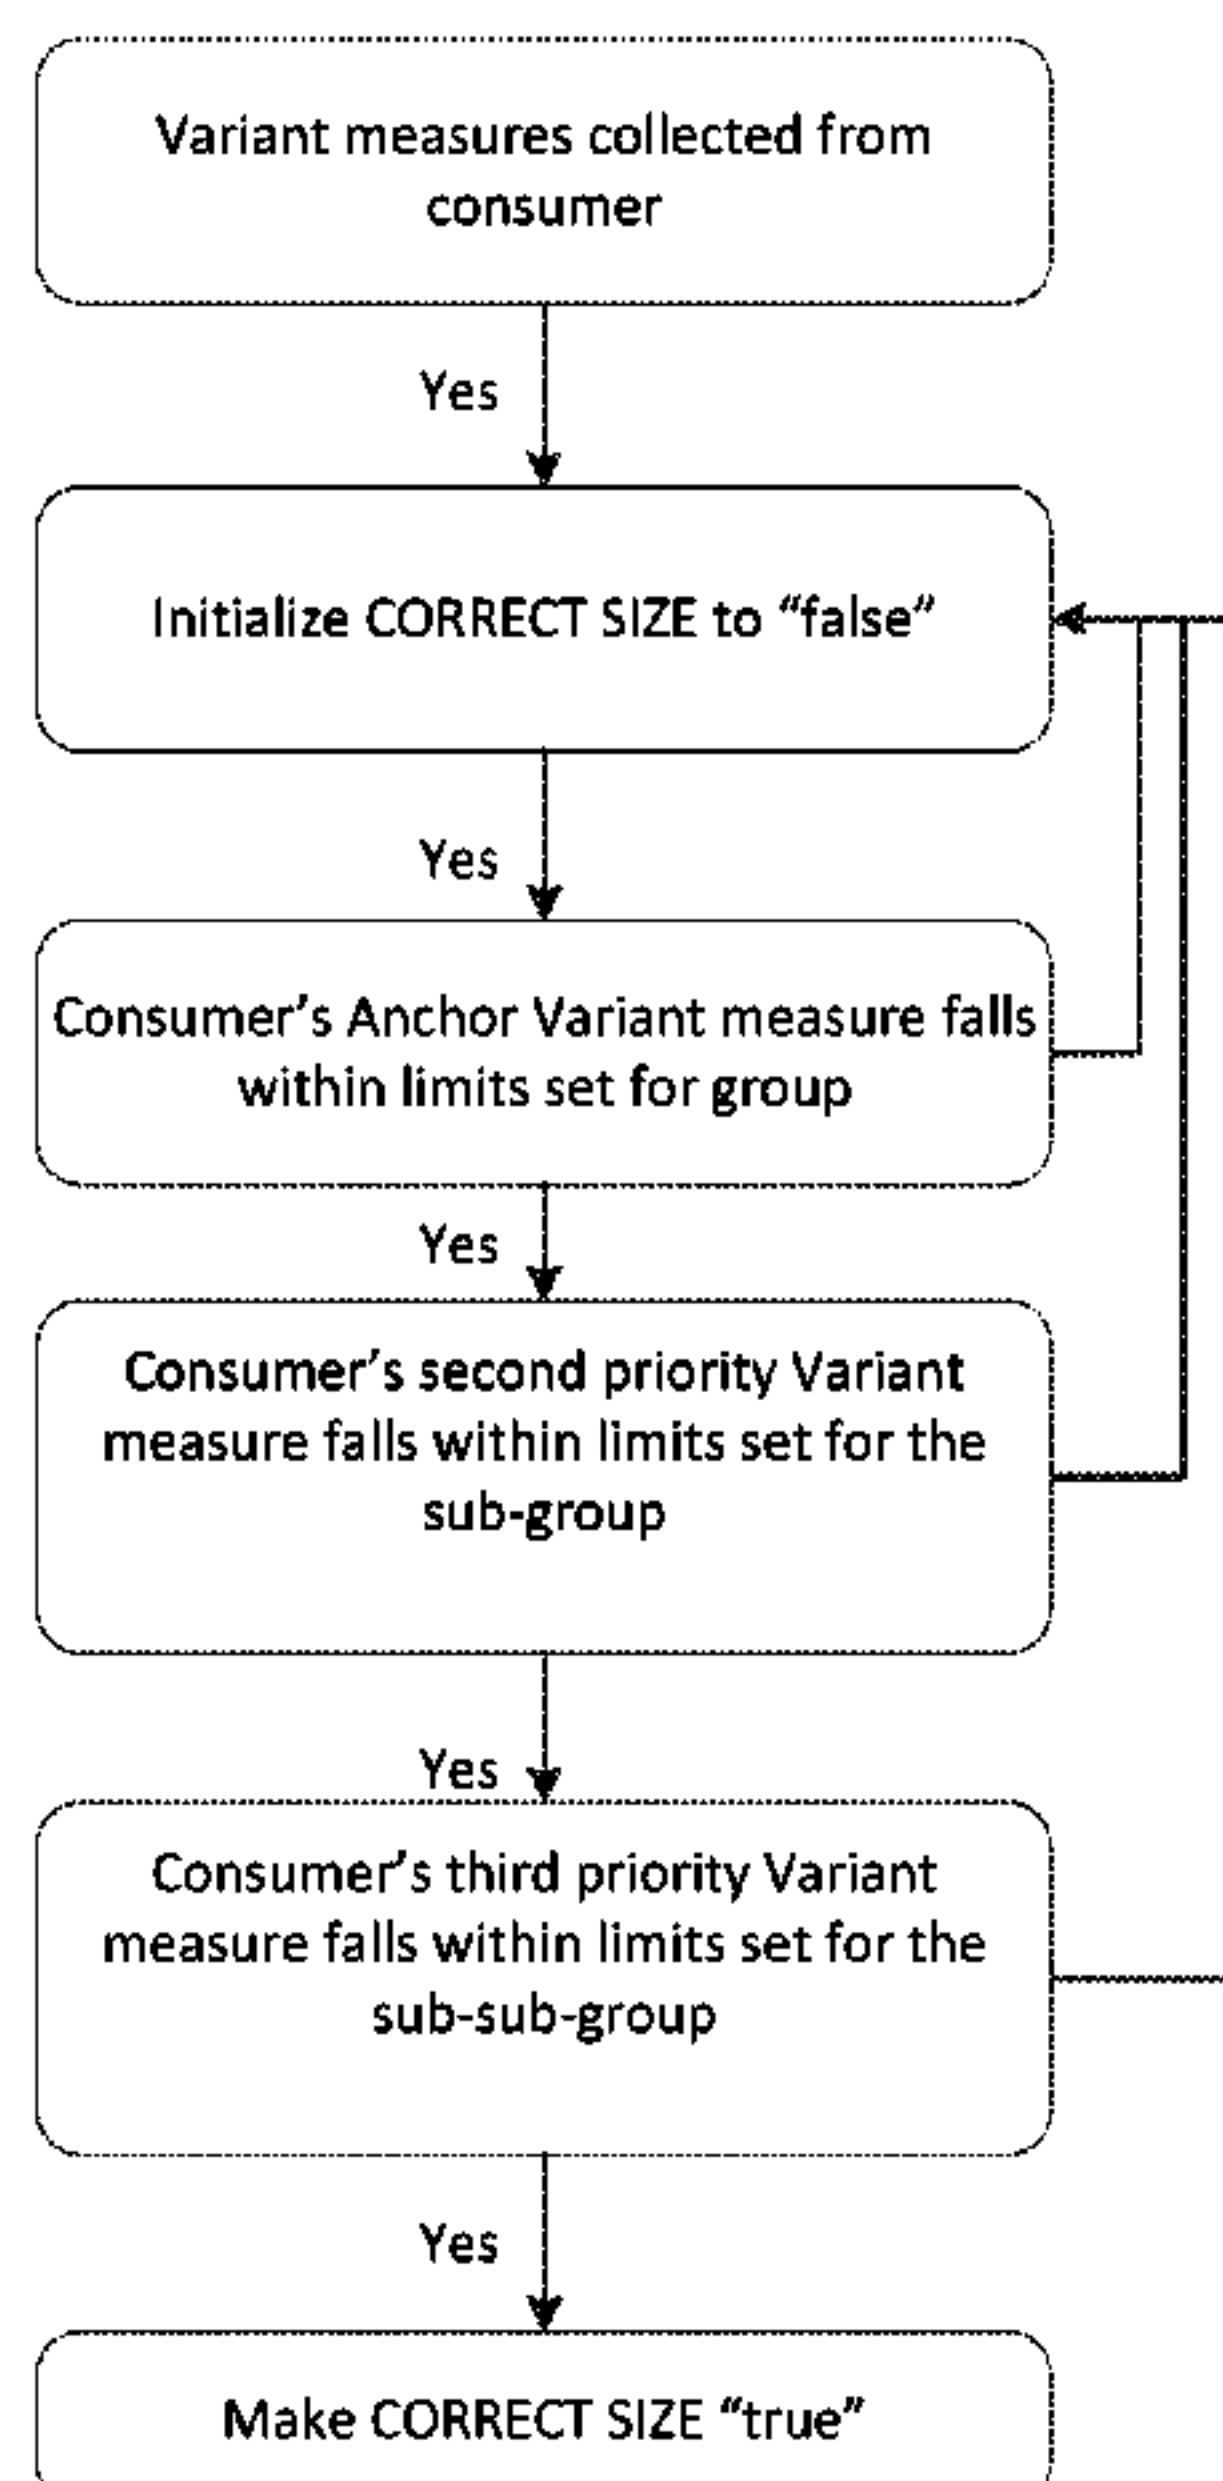 Variant measures collected from
consumer
Yes
Initialize CORRECT SIZE to “false”
Yes
Consumer’s Anchor Variant measure falls
within limits set for group
Yes
Consumer’s second priority Variant
measure falls within limits set for the
sub-group
Yes
Consumer’s third priority Variant
measure falls within limits set for the
sub-sub-group
Yes
Make CORRECT SIZE “true”